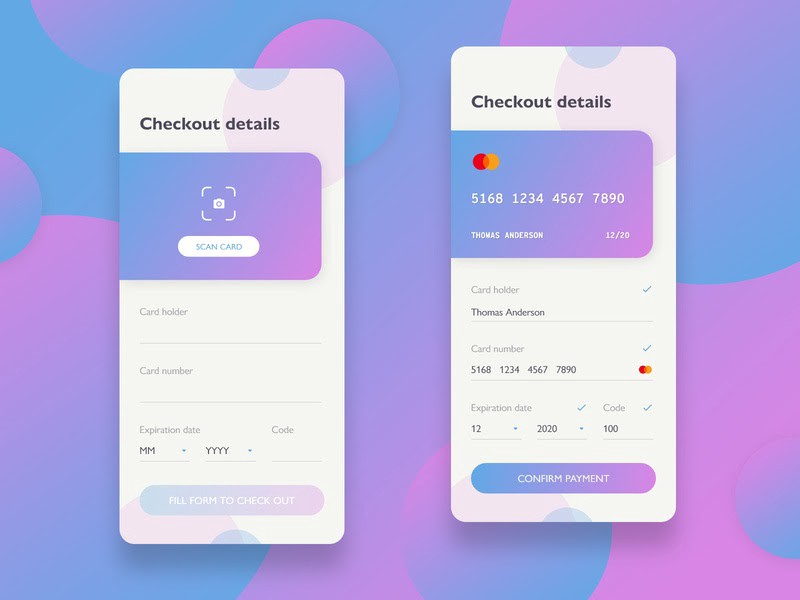 Checkout details
SCAN CARD
Card holder
Card number
Expiration date Code
MM YYYY
FILL FORM TO CHECK OUT
Checkout details
5168 1234 4567 7890
THOMAS ANDERSON 12/20
Card holder
Thomas Anderson
Card number
5168 1234 4567 7890
Expiration date Code
12 2020 100
CONFIRM PAYMENT